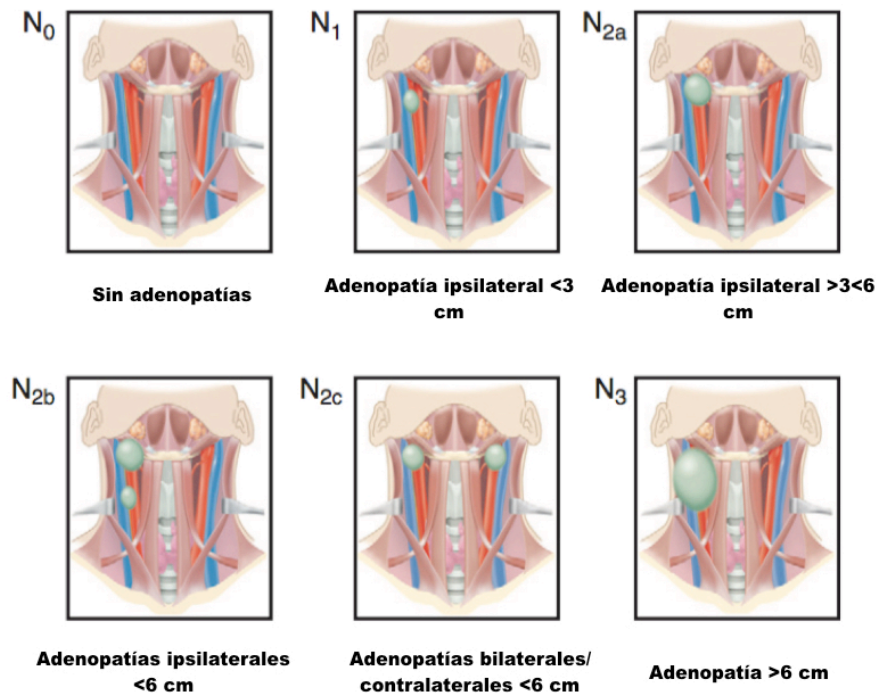 N0
N1
N2a
Sin adenopatías
Adenopatía ipsilateral <3
cm
Adenopatía ipsilateral >3<6
cm
N2b
N2c
N3
Adenopatías ipsilaterales
<6 cm
Adenopatías bilaterales/
contralaterales <6 cm
Adenopatía >6 cm